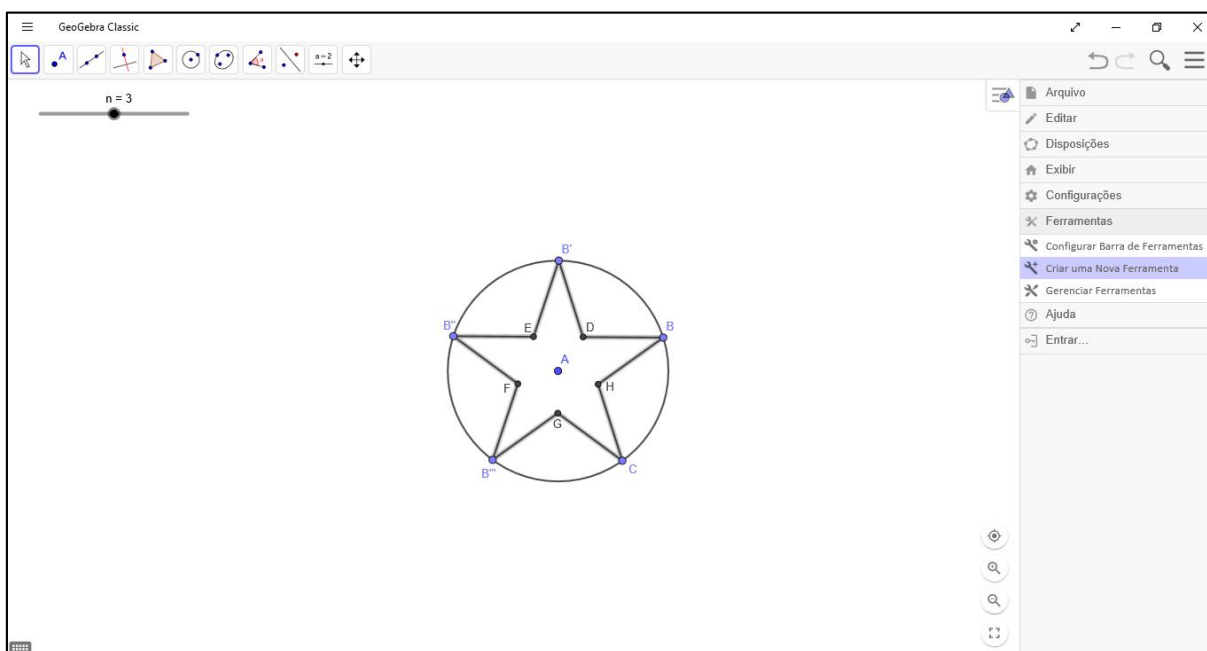 GeoGebra Classic
A
a=2
n = 3
Arquivo
Editar
Disposições
Exibir
Configurações
Ferramentas
Configurar Barra de Ferramentas
Criar uma Nova Ferramenta
Gerenciar Ferramentas
Ajuda
Entrar...
B'
B''
E
D
B
A
F
H
G
B'''
C